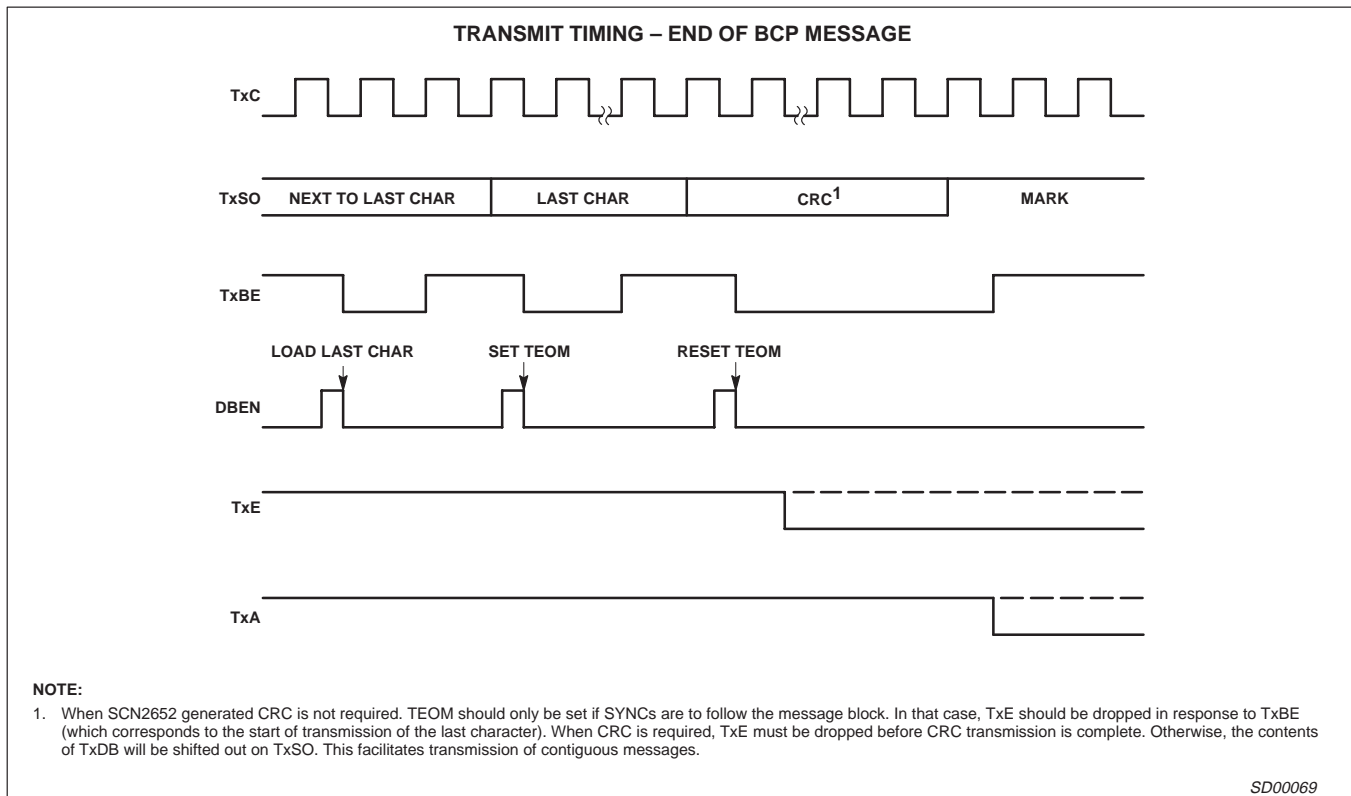 TRANSMIT TIMING – END OF BCP MESSAGE
TxC
TxSO
NEXT TO LAST CHAR
LAST CHAR
CRC1
MARK
TxBE
LOAD LAST CHAR
SET TEOM
RESET TEOM
DBEN
TxE
TxA
NOTE:
1. When SCN2652 generated CRC is not required. TEOM should only be set if SYNCs are to follow the message block. In that case, TxE should be dropped in response to TxBE
(which corresponds to the start of transmission of the last character). When CRC is required, TxE must be dropped before CRC transmission is complete. Otherwise, the contents
of TxDB will be shifted out on TxSO. This facilitates transmission of contiguous messages.
SD00069